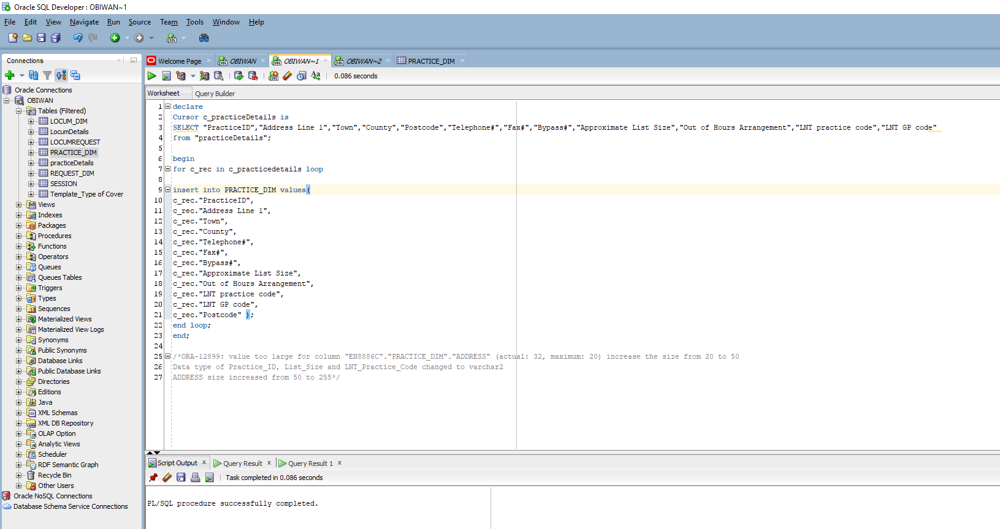 Oracle SQL Developer : OBIWAN~1
File Edit View Navigate Run Source Team Tools Window Help
Connections
Welcome Page
OBIWAN
OBIWAN~1
OBIWAN~2
PRACTICE_DIM
0.086 seconds
Worksheet
Query Builder
Oracle Connections
OBIWAN
Tables (Filtered)
LOCUM_DIM
LocumDetails
LOCUMREQUEST
PRACTICE_DIM
practiceDetails
REQUEST_DIM
SESSION
Template_Type of Cover
Views
Indexes
Packages
Procedures
Functions
Operators
Queues
Queues Tables
Triggers
Types
Sequences
Materialized Views
Materialized View Logs
Synonyms
Public Synonyms
Database Links
Public Database Links
Directories
Editions
Java
XML Schemas
XML DB Repository
OLAP Option
Analytic Views
Scheduler
RDF Semantic Graph
Recycle Bin
Other Users
Oracle NoSQL Connections
Database Schema Service Connections
1 declare
2 Cursor c_practiceDetails is
3 SELECT "PracticeID","Address Line 1","Town","County","Postcode","Telephone#","Fax#","Bypass#","Approximate List Size","Out of Hours Arrangement","LNT practice code","LNT GP code"
4 from "practiceDetails";
5
6 begin
7 for c_rec in c_practicedetails loop
8
9 insert into PRACTICE_DIM values(
10 c_rec."PracticeID",
11 c_rec."Address Line 1",
12 c_rec."Town",
13 c_rec."County",
14 c_rec."Telephone#",
15 c_rec."Fax#",
16 c_rec."Bypass#",
17 c_rec."Approximate List Size",
18 c_rec."Out of Hours Arrangement",
19 c_rec."LNT practice code",
20 c_rec."LNT GP code",
21 c_rec."Postcode" );
22 end loop;
23 end;
24
25 /*ORA-12899: value too large for column "EN8886C"."PRACTICE_DIM"."ADDRESS" (actual: 32, maximum: 20) increase the size from 20 to 50
26 Data type of Practice_ID, List_Size and LNT_Practice_Code changed to varchar2
27 ADDRESS size increased from 50 to 255*/
Script Output
Query Result
Query Result 1
Task completed in 0.086 seconds
PL/SQL procedure successfully completed.